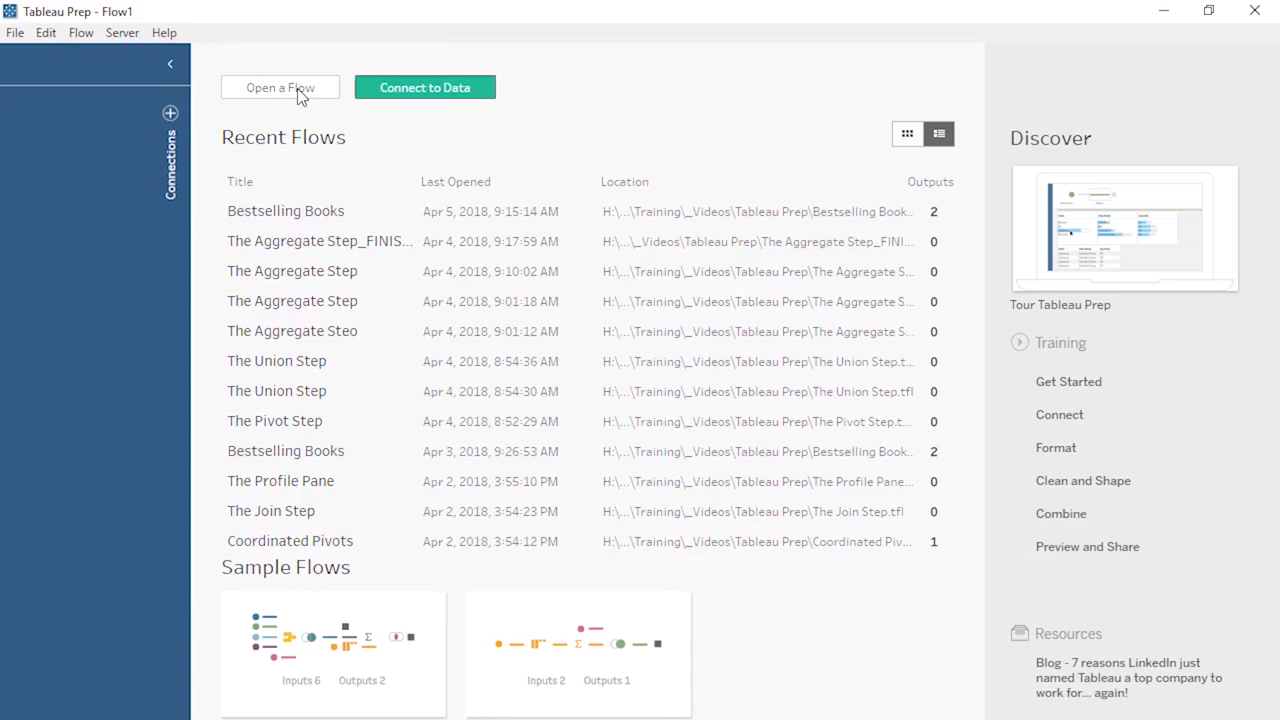 Tableau Prep - Flow1
File Edit Flow Server Help
Connections
Open a Flow
Connect to Data
Recent Flows
Title Last Opened Location Outputs
Bestselling Books Apr 5, 2018, 9:15:14 AM H:\...\Training\_Videos\Tableau Prep\Bestselling Book... 2
The Aggregate Step_FINIS... Apr 4, 2018, 9:17:59 AM H:\...\_Videos\Tableau Prep\The Aggregate Step_FINI... 0
The Aggregate Step Apr 4, 2018, 9:10:02 AM H:\...\Training\_Videos\Tableau Prep\The Aggregate S... 0
The Aggregate Step Apr 4, 2018, 9:01:18 AM H:\...\Training\_Videos\Tableau Prep\The Aggregate S... 0
The Aggregate Steo Apr 4, 2018, 9:01:12 AM H:\...\Training\_Videos\Tableau Prep\The Aggregate S... 0
The Union Step Apr 4, 2018, 8:54:36 AM H:\...\Training\_Videos\Tableau Prep\The Union Step.t... 0
The Union Step Apr 4, 2018, 8:54:30 AM H:\...\Training\_Videos\Tableau Prep\The Union Step.tfl 0
The Pivot Step Apr 4, 2018, 8:52:29 AM H:\...\Training\_Videos\Tableau Prep\The Pivot Step.t... 0
Bestselling Books Apr 3, 2018, 9:26:53 AM H:\...\Training\_Videos\Tableau Prep\Bestselling Book... 2
The Profile Pane Apr 2, 2018, 3:55:10 PM H:\...\Training\_Videos\Tableau Prep\The Profile Pane... 0
The Join Step Apr 2, 2018, 3:54:23 PM H:\...\Training\_Videos\Tableau Prep\The Join Step.tfl 0
Coordinated Pivots Apr 2, 2018, 3:54:12 PM H:\...\Training\_Videos\Tableau Prep\Coordinated Piv... 1
Sample Flows
Inputs 6 Outputs 2
Inputs 2 Outputs 1
Discover
Tour Tableau Prep
Training
Get Started
Connect
Format
Clean and Shape
Combine
Preview and Share
Resources
Blog - 7 reasons LinkedIn just
named Tableau a top company to
work for... again!